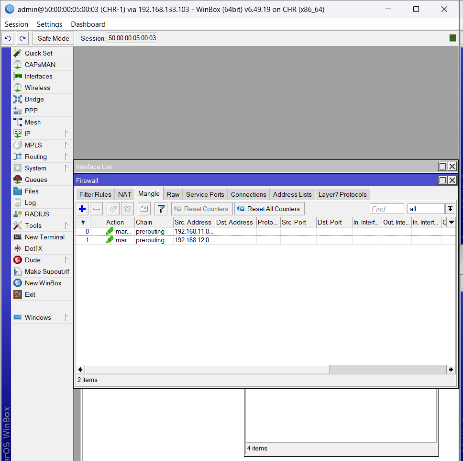 admin@50:00:00:05:00:03 (CHR-1) via 192.168.133.103 - WinBox (64bit) v6.49.19 on CHR (x86_64)
Session Settings Dashboard
Safe Mode Session: 50:00:00:05:00:03
Quick Set
CAPsMAN
Interfaces
Wireless
Bridge
PPP
Mesh
IP
MPLS
Routing
System
Queues
Files
Log
RADIUS
Tools
New Terminal
Dot1X
Dude
Make Supout.rif
New WinBox
Exit
Windows
Interface List
Firewall
Filter Rules NAT Mangle Raw Service Ports Connections Address Lists Layer7 Protocols
Reset Counters Reset All Counters Find all
# Action Chain Src. Address Dst. Address Proto... Src. Port Dst. Port In. Interf... Out. Inte... In. Interf...
0 mar... prerouting 192.168.11.0...
1 mar... prerouting 192.168.12.0...
2 items
4 items
WinBox